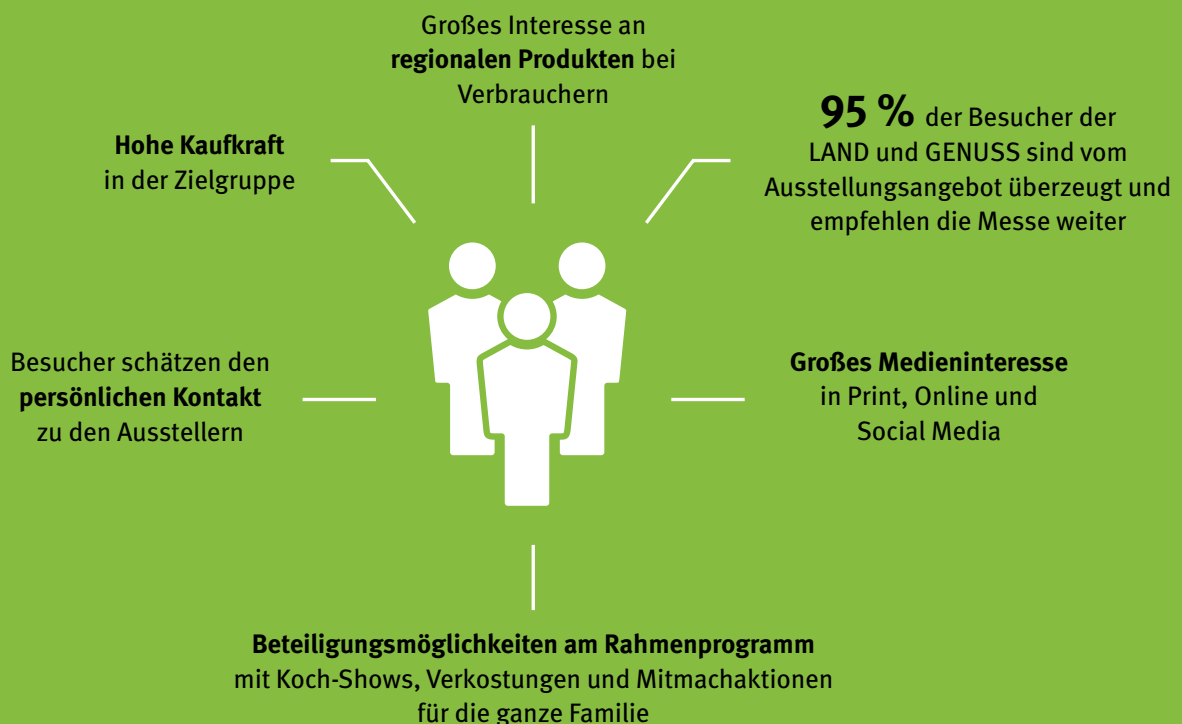 Großes Interesse an
regionalen Produkten bei
Verbrauchern
Hohe Kaufkraft
in der Zielgruppe
95 % der Besucher der
LAND und GENUSS sind vom
Ausstellungsangebot überzeugt und
empfehlen die Messe weiter
Besucher schätzen den
persönlichen Kontakt
zu den Ausstellern
Großes Medieninteresse
in Print, Online und
Social Media
Beteiligungsmöglichkeiten am Rahmenprogramm
mit Koch-Shows, Verkostungen und Mitmachaktionen
für die ganze Familie